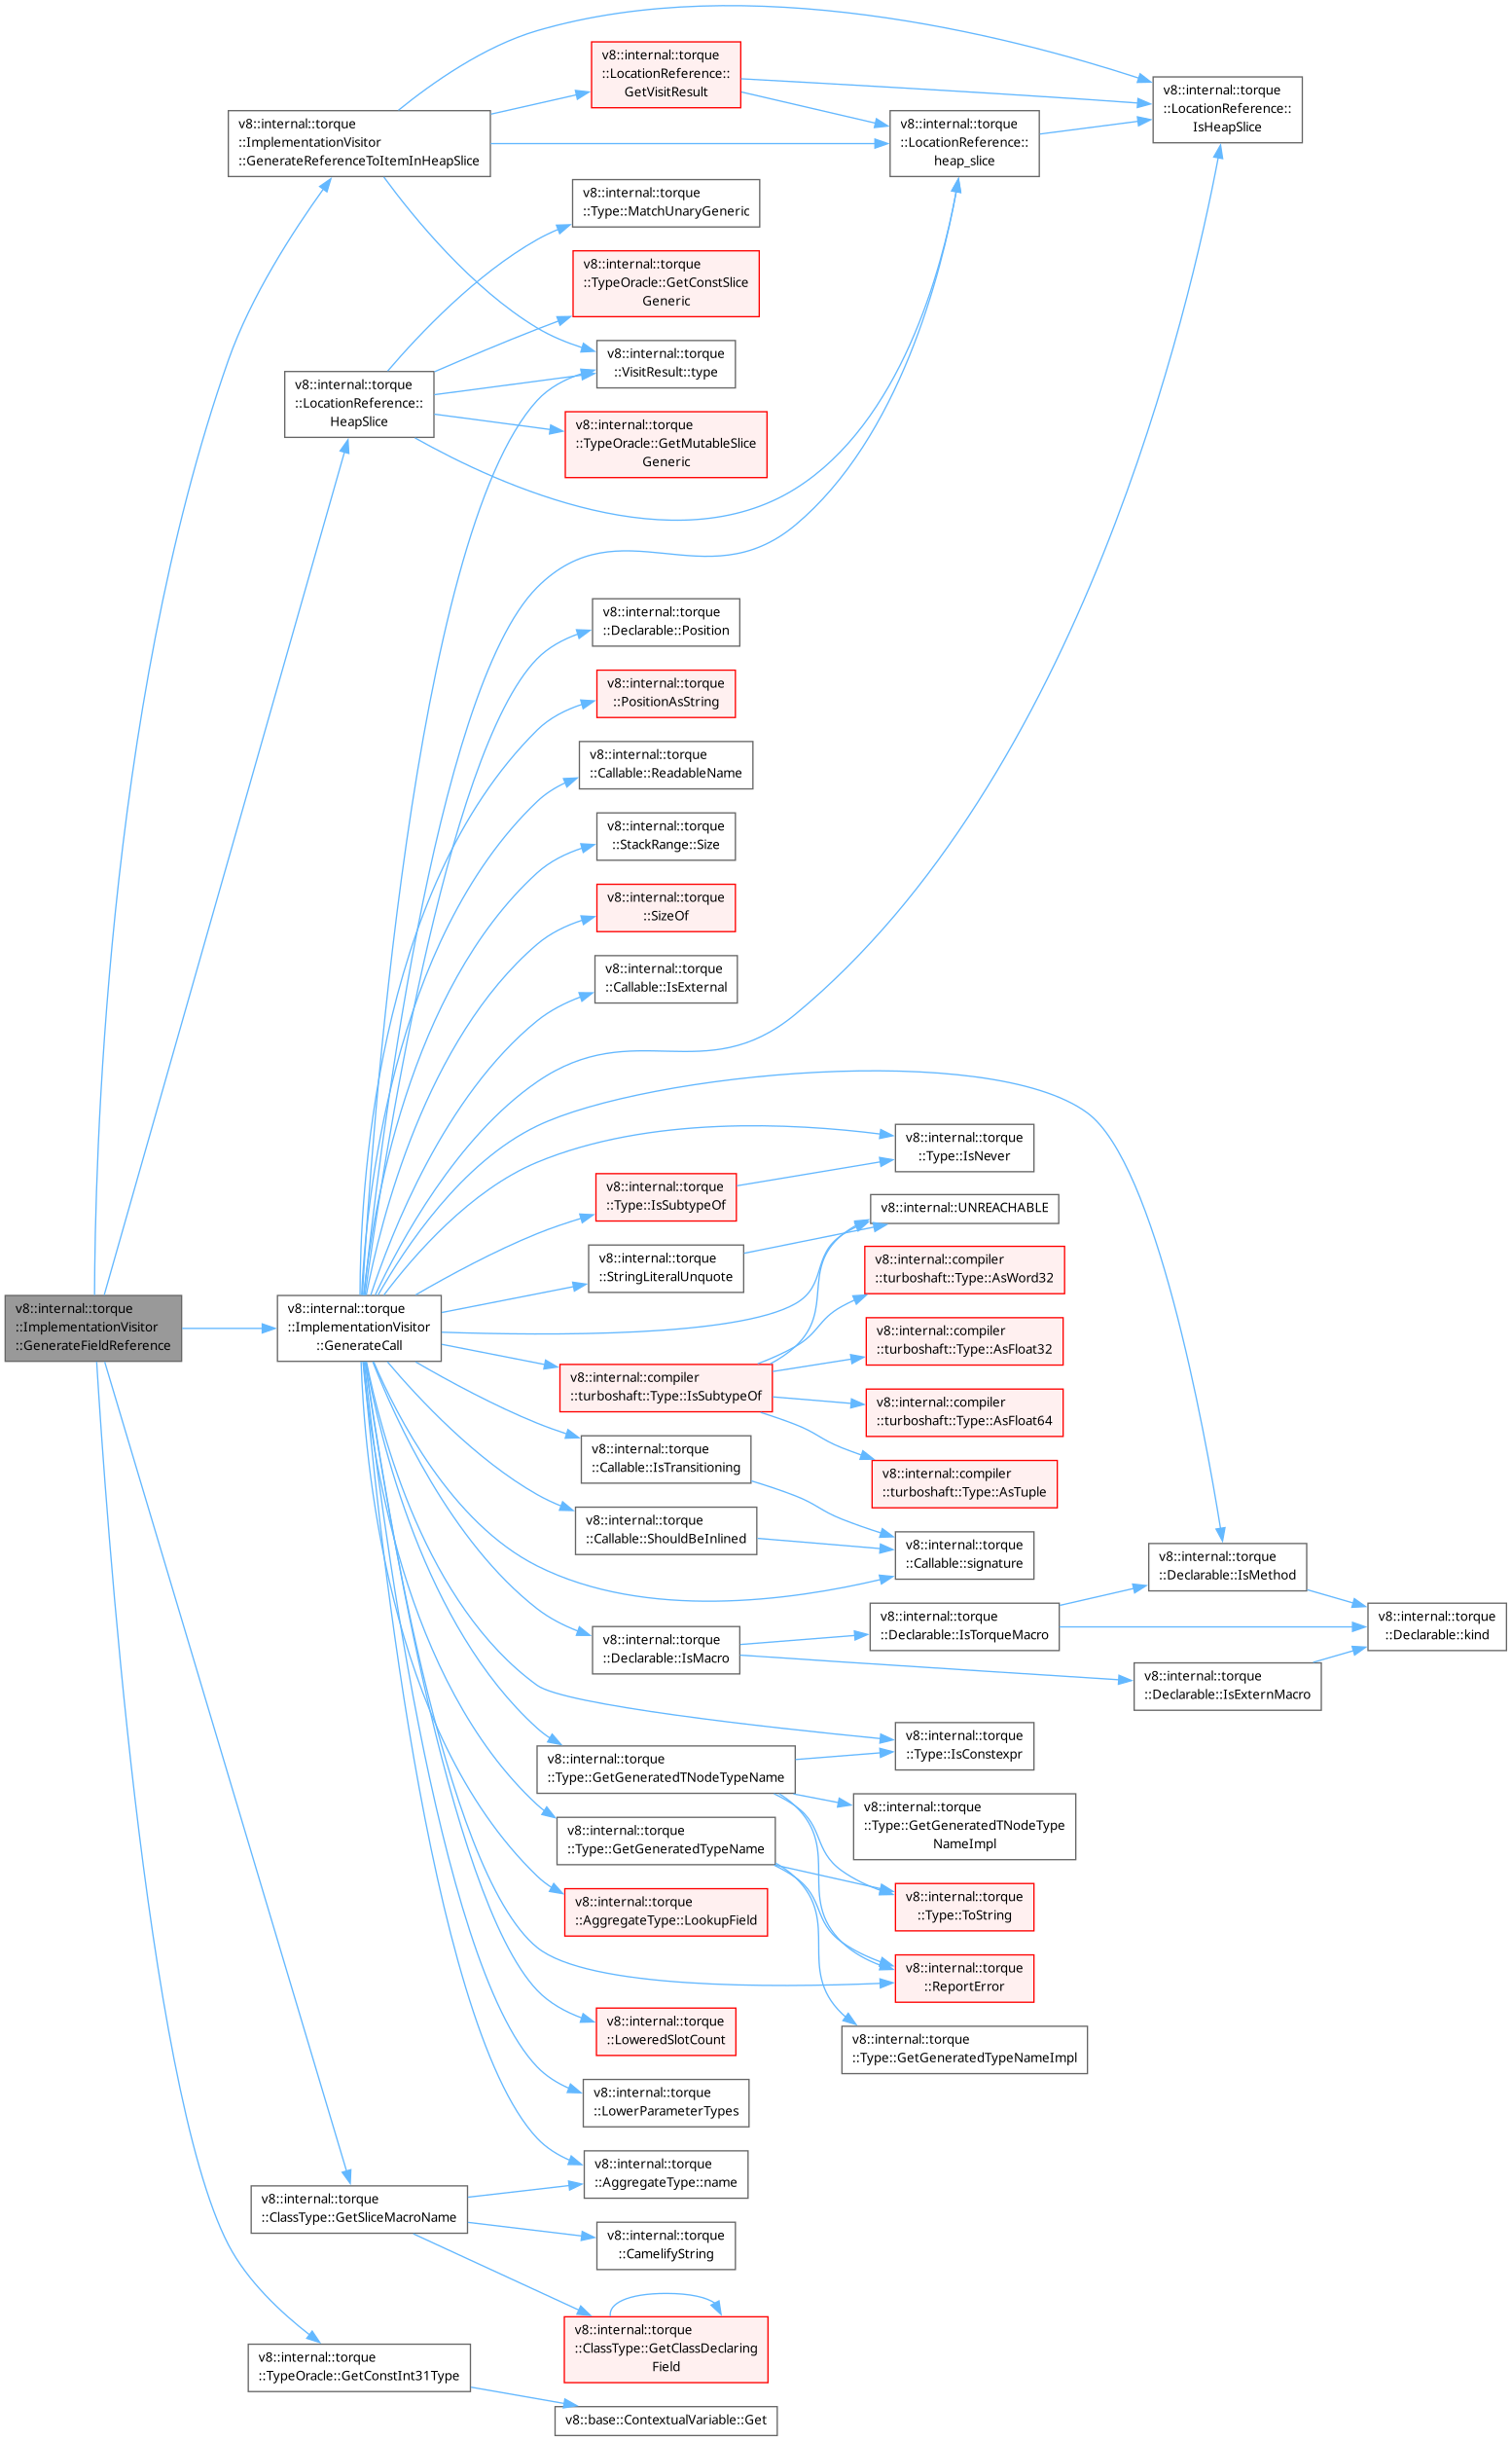 v8::internal::torque
::LocationReference::
GetVisitResult
v8::internal::torque
::LocationReference::
IsHeapSlice
v8::internal::torque
::ImplementationVisitor
::GenerateReferenceToItemInHeapSlice
v8::internal::torque
::LocationReference::
heap_slice
v8::internal::torque
::Type::MatchUnaryGeneric
v8::internal::torque
::TypeOracle::GetConstSlice
Generic
v8::internal::torque
::VisitResult::type
v8::internal::torque
::LocationReference::
HeapSlice
v8::internal::torque
::TypeOracle::GetMutableSlice
Generic
v8::internal::torque
::Declarable::Position
v8::internal::torque
::PositionAsString
v8::internal::torque
::Callable::ReadableName
v8::internal::torque
::StackRange::Size
v8::internal::torque
::SizeOf
v8::internal::torque
::Callable::IsExternal
v8::internal::torque
::Type::IsNever
v8::internal::torque
::Type::IsSubtypeOf
v8::internal::UNREACHABLE
v8::internal::torque
::StringLiteralUnquote
v8::internal::compiler
::turboshaft::Type::AsWord32
v8::internal::torque
::ImplementationVisitor
::GenerateFieldReference
v8::internal::torque
::ImplementationVisitor
::GenerateCall
v8::internal::compiler
::turboshaft::Type::AsFloat32
v8::internal::compiler
::turboshaft::Type::IsSubtypeOf
v8::internal::compiler
::turboshaft::Type::AsFloat64
v8::internal::torque
::Callable::IsTransitioning
v8::internal::compiler
::turboshaft::Type::AsTuple
v8::internal::torque
::Callable::ShouldBeInlined
v8::internal::torque
::Callable::signature
v8::internal::torque
::Declarable::IsMethod
v8::internal::torque
::Declarable::IsMacro
v8::internal::torque
::Declarable::IsTorqueMacro
v8::internal::torque
::Declarable::kind
v8::internal::torque
::Declarable::IsExternMacro
v8::internal::torque
::Type::IsConstexpr
v8::internal::torque
::Type::GetGeneratedTNodeTypeName
v8::internal::torque
::Type::GetGeneratedTNodeType
NameImpl
v8::internal::torque
::Type::GetGeneratedTypeName
v8::internal::torque
::AggregateType::LookupField
v8::internal::torque
::Type::ToString
v8::internal::torque
::ReportError
v8::internal::torque
::LoweredSlotCount
v8::internal::torque
::Type::GetGeneratedTypeNameImpl
v8::internal::torque
::LowerParameterTypes
v8::internal::torque
::AggregateType::name
v8::internal::torque
::ClassType::GetSliceMacroName
v8::internal::torque
::CamelifyString
v8::internal::torque
::ClassType::GetClassDeclaring
Field
v8::internal::torque
::TypeOracle::GetConstInt31Type
v8::base::ContextualVariable::Get